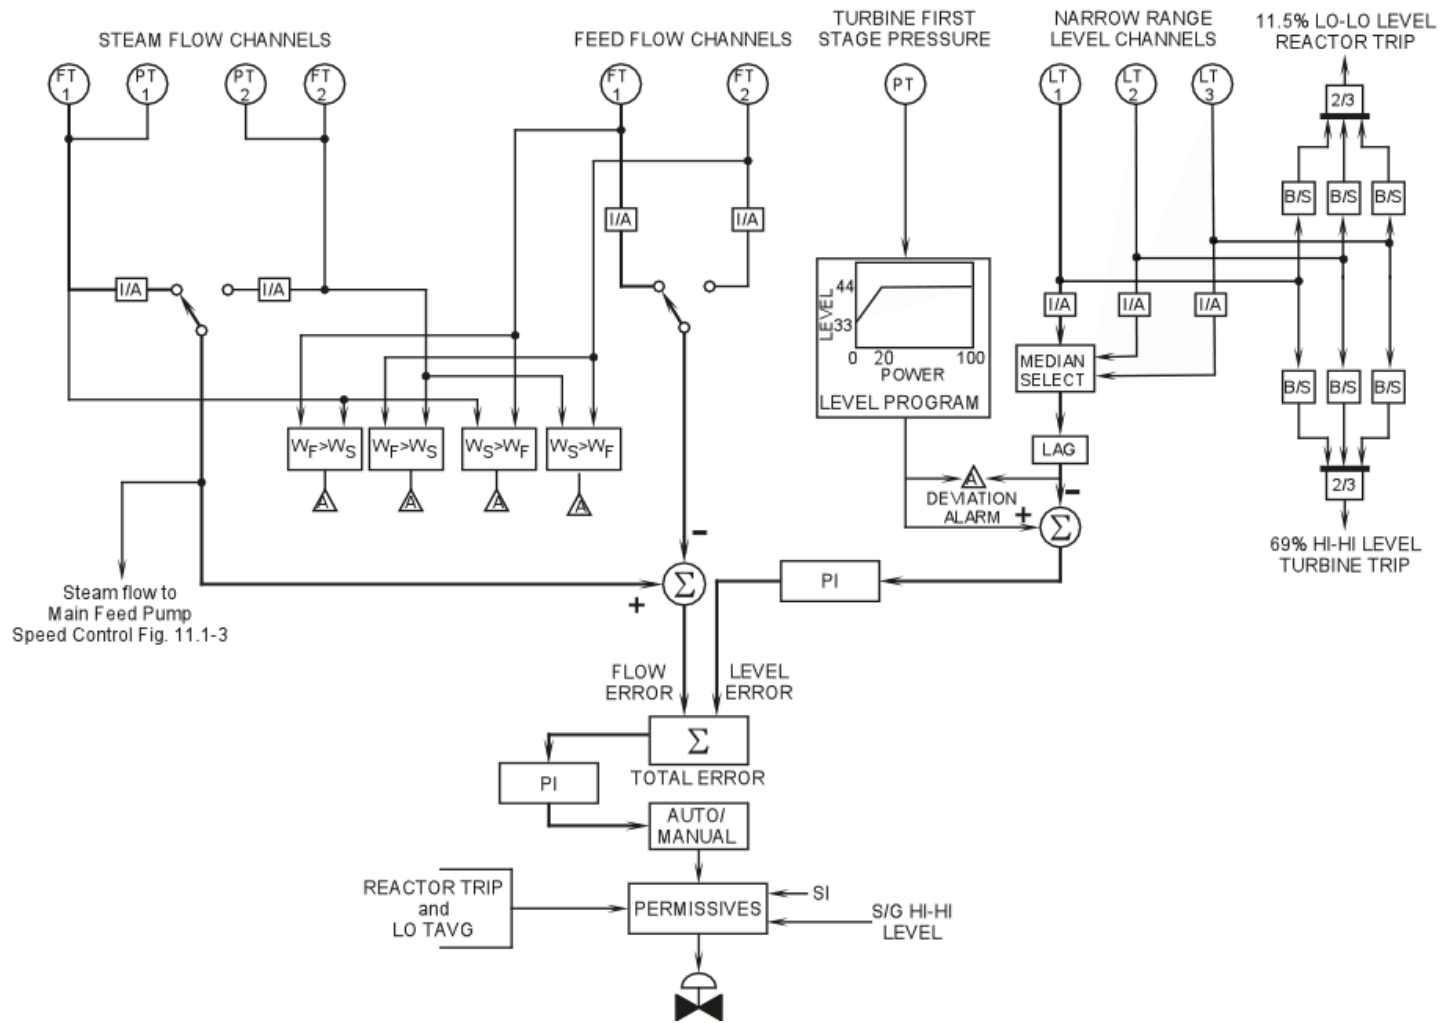 STEAM FLOW CHANNELS
FEED FLOW CHANNELS
TURBINE FIRST
STAGE PRESSURE
NARROW RANGE
LEVEL CHANNELS
11.5% LO-LO LEVEL
REACTOR TRIP
FT
1
PT
1
PT
2
FT
2
FT
1
FT
2
PT
LT
1
LT
2
LT
3
2/3
B/S
B/S
B/S
I/A
I/A
I/A
I/A
I/A
I/A
I/A
LEVEL
44
33
0
20
100
POWER
LEVEL PROGRAM
MEDIAN
SELECT
LAG
B/S
B/S
B/S
2/3
69% HI-HI LEVEL
TURBINE TRIP
WF>WS
WF>WS
WS>WF
WS>WF
A
A
A
A
A
DEVIATION
ALARM
+
-
Σ
-
+
Σ
PI
Steam flow to
Main Feed Pump
Speed Control Fig. 11.1-3
FLOW
ERROR
LEVEL
ERROR
Σ
TOTAL ERROR
PI
AUTO/
MANUAL
REACTOR TRIP
and
LO TAVG
PERMISSIVES
SI
S/G HI-HI
LEVEL